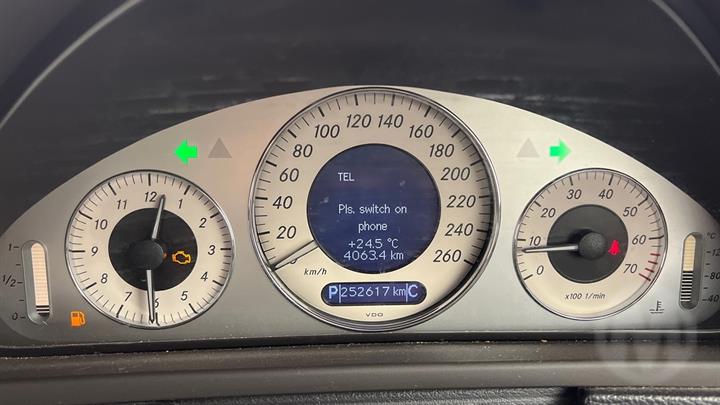 TEL
Pls. switch on
phone
+24.5 °C
4063.4 km
P 252617 km C
km/h
VDO
0 20 40 60 80 100 120 140 160 180 200 220 240 260
12 1 2 3 4 5 6 7 8 9 10 11
0 10 20 30 40 50 60 70
x100 1/min
1
1/2
120
40